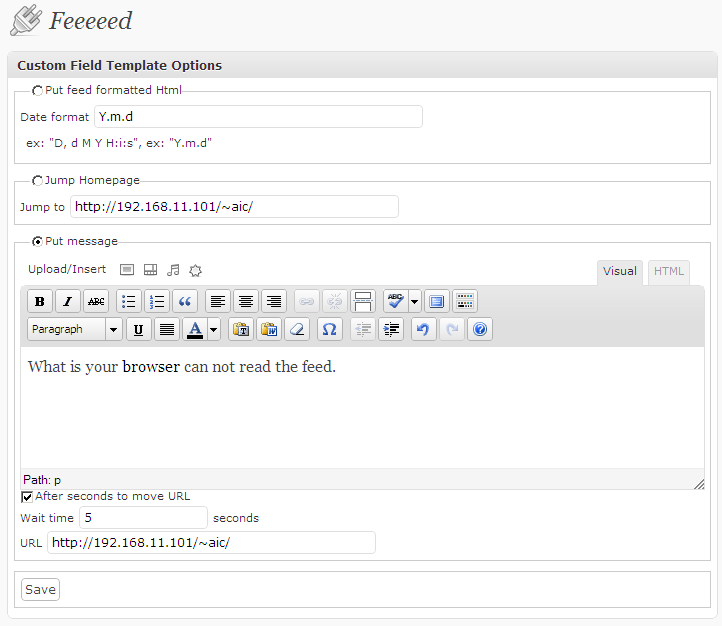 Feeeeed
Custom Field Template Options
Put feed formatted Html
Date format Y.m.d
ex: "D, d M Y H:i:s", ex: "Y.m.d"
Jump Homepage
Jump to http://192.168.11.101/~aic/
Put message
Upload/Insert Visual HTML
B I ABC ABC
Paragraph U A T W Ω ?
What is your browser can not read the feed.
Path: p
After seconds to move URL
Wait time 5 seconds
URL http://192.168.11.101/~aic/
Save